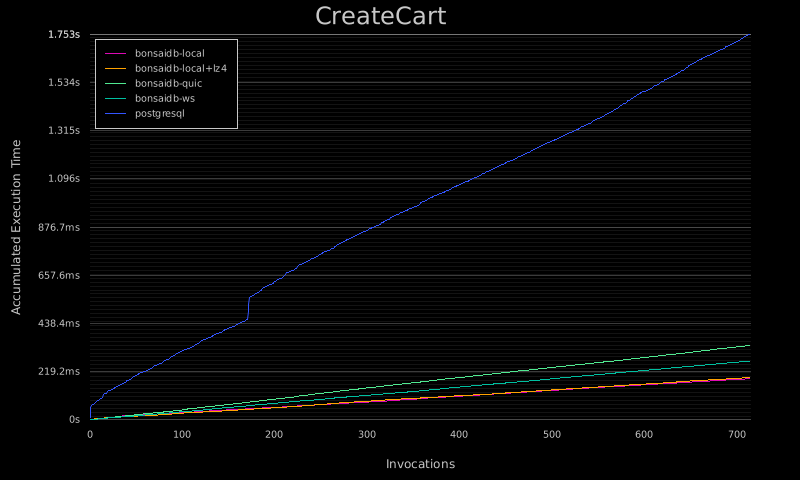 CreateCart
1.753s
bonsaidb-local
bonsaidb-local+lz4
bonsaidb-quic
bonsaidb-ws
postgresql
1.534s
1.315s
1.096s
876.7ms
657.6ms
438.4ms
219.2ms
0s
Accumulated Execution Time
0 100 200 300 400 500 600 700
Invocations